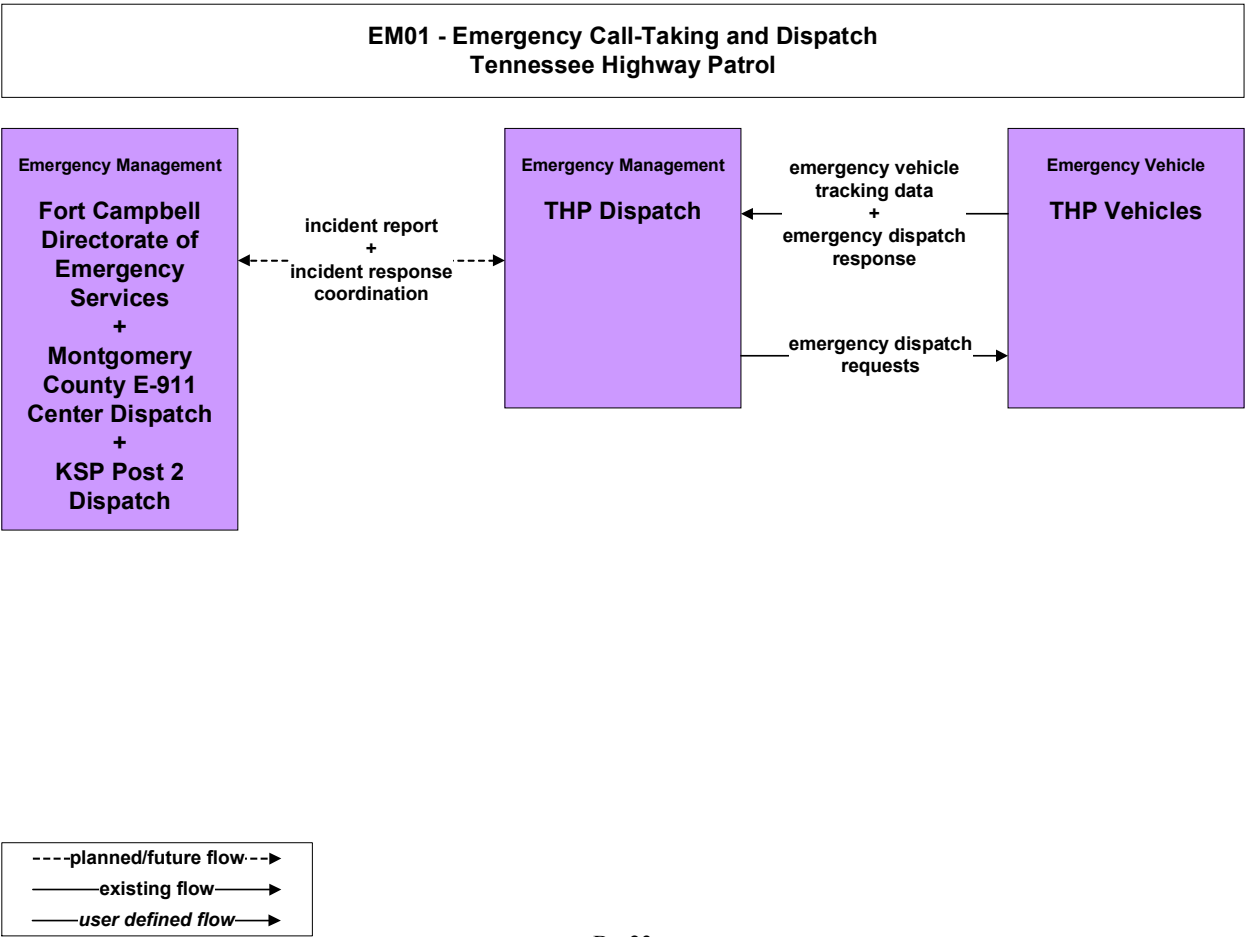 EM01 - Emergency Call-Taking and Dispatch
Tennessee Highway Patrol
Emergency Management
Fort Campbell
Directorate of
Emergency
Services
+
Montgomery
County E-911
Center Dispatch
+
KSP Post 2
Dispatch
incident report
+
incident response
coordination
Emergency Management
THP Dispatch
emergency vehicle
tracking data
+
emergency dispatch
response
emergency dispatch
requests
Emergency Vehicle
THP Vehicles
planned/future flow
existing flow
user defined flow